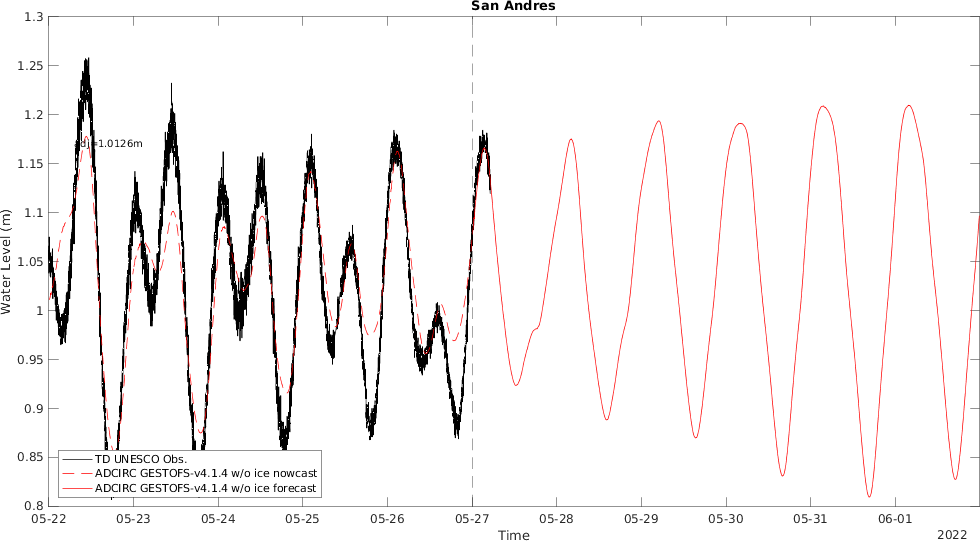 San Andres
1.3
1.25
1.2
1.15
1.1
1.05
1
0.95
0.9
0.85
0.8
Water Level (m)
=1.0126m
TD UNESCO Obs.
ADCIRC GESTOFS-v4.1.4 w/o ice nowcast
ADCIRC GESTOFS-v4.1.4 w/o ice forecast
05-22 05-23 05-24 05-25 05-26 05-27 05-28 05-29 05-30 05-31 06-01
Time
2022